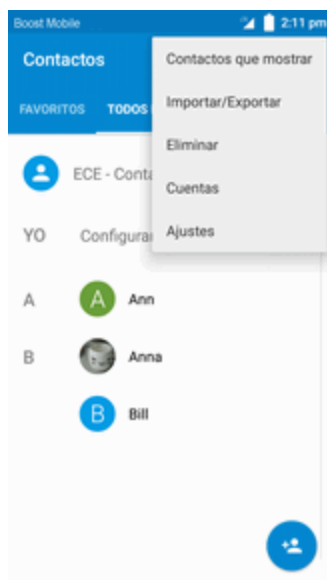 Boost Mobile 2:11 pm
Contactos
Contactos que mostrar
Importar/Exportar
Eliminar
Cuentas
Ajustes
FAVORITOS TODOS
ECE - Conta
YO Configurar
A A Ann
B Anna
B Bill